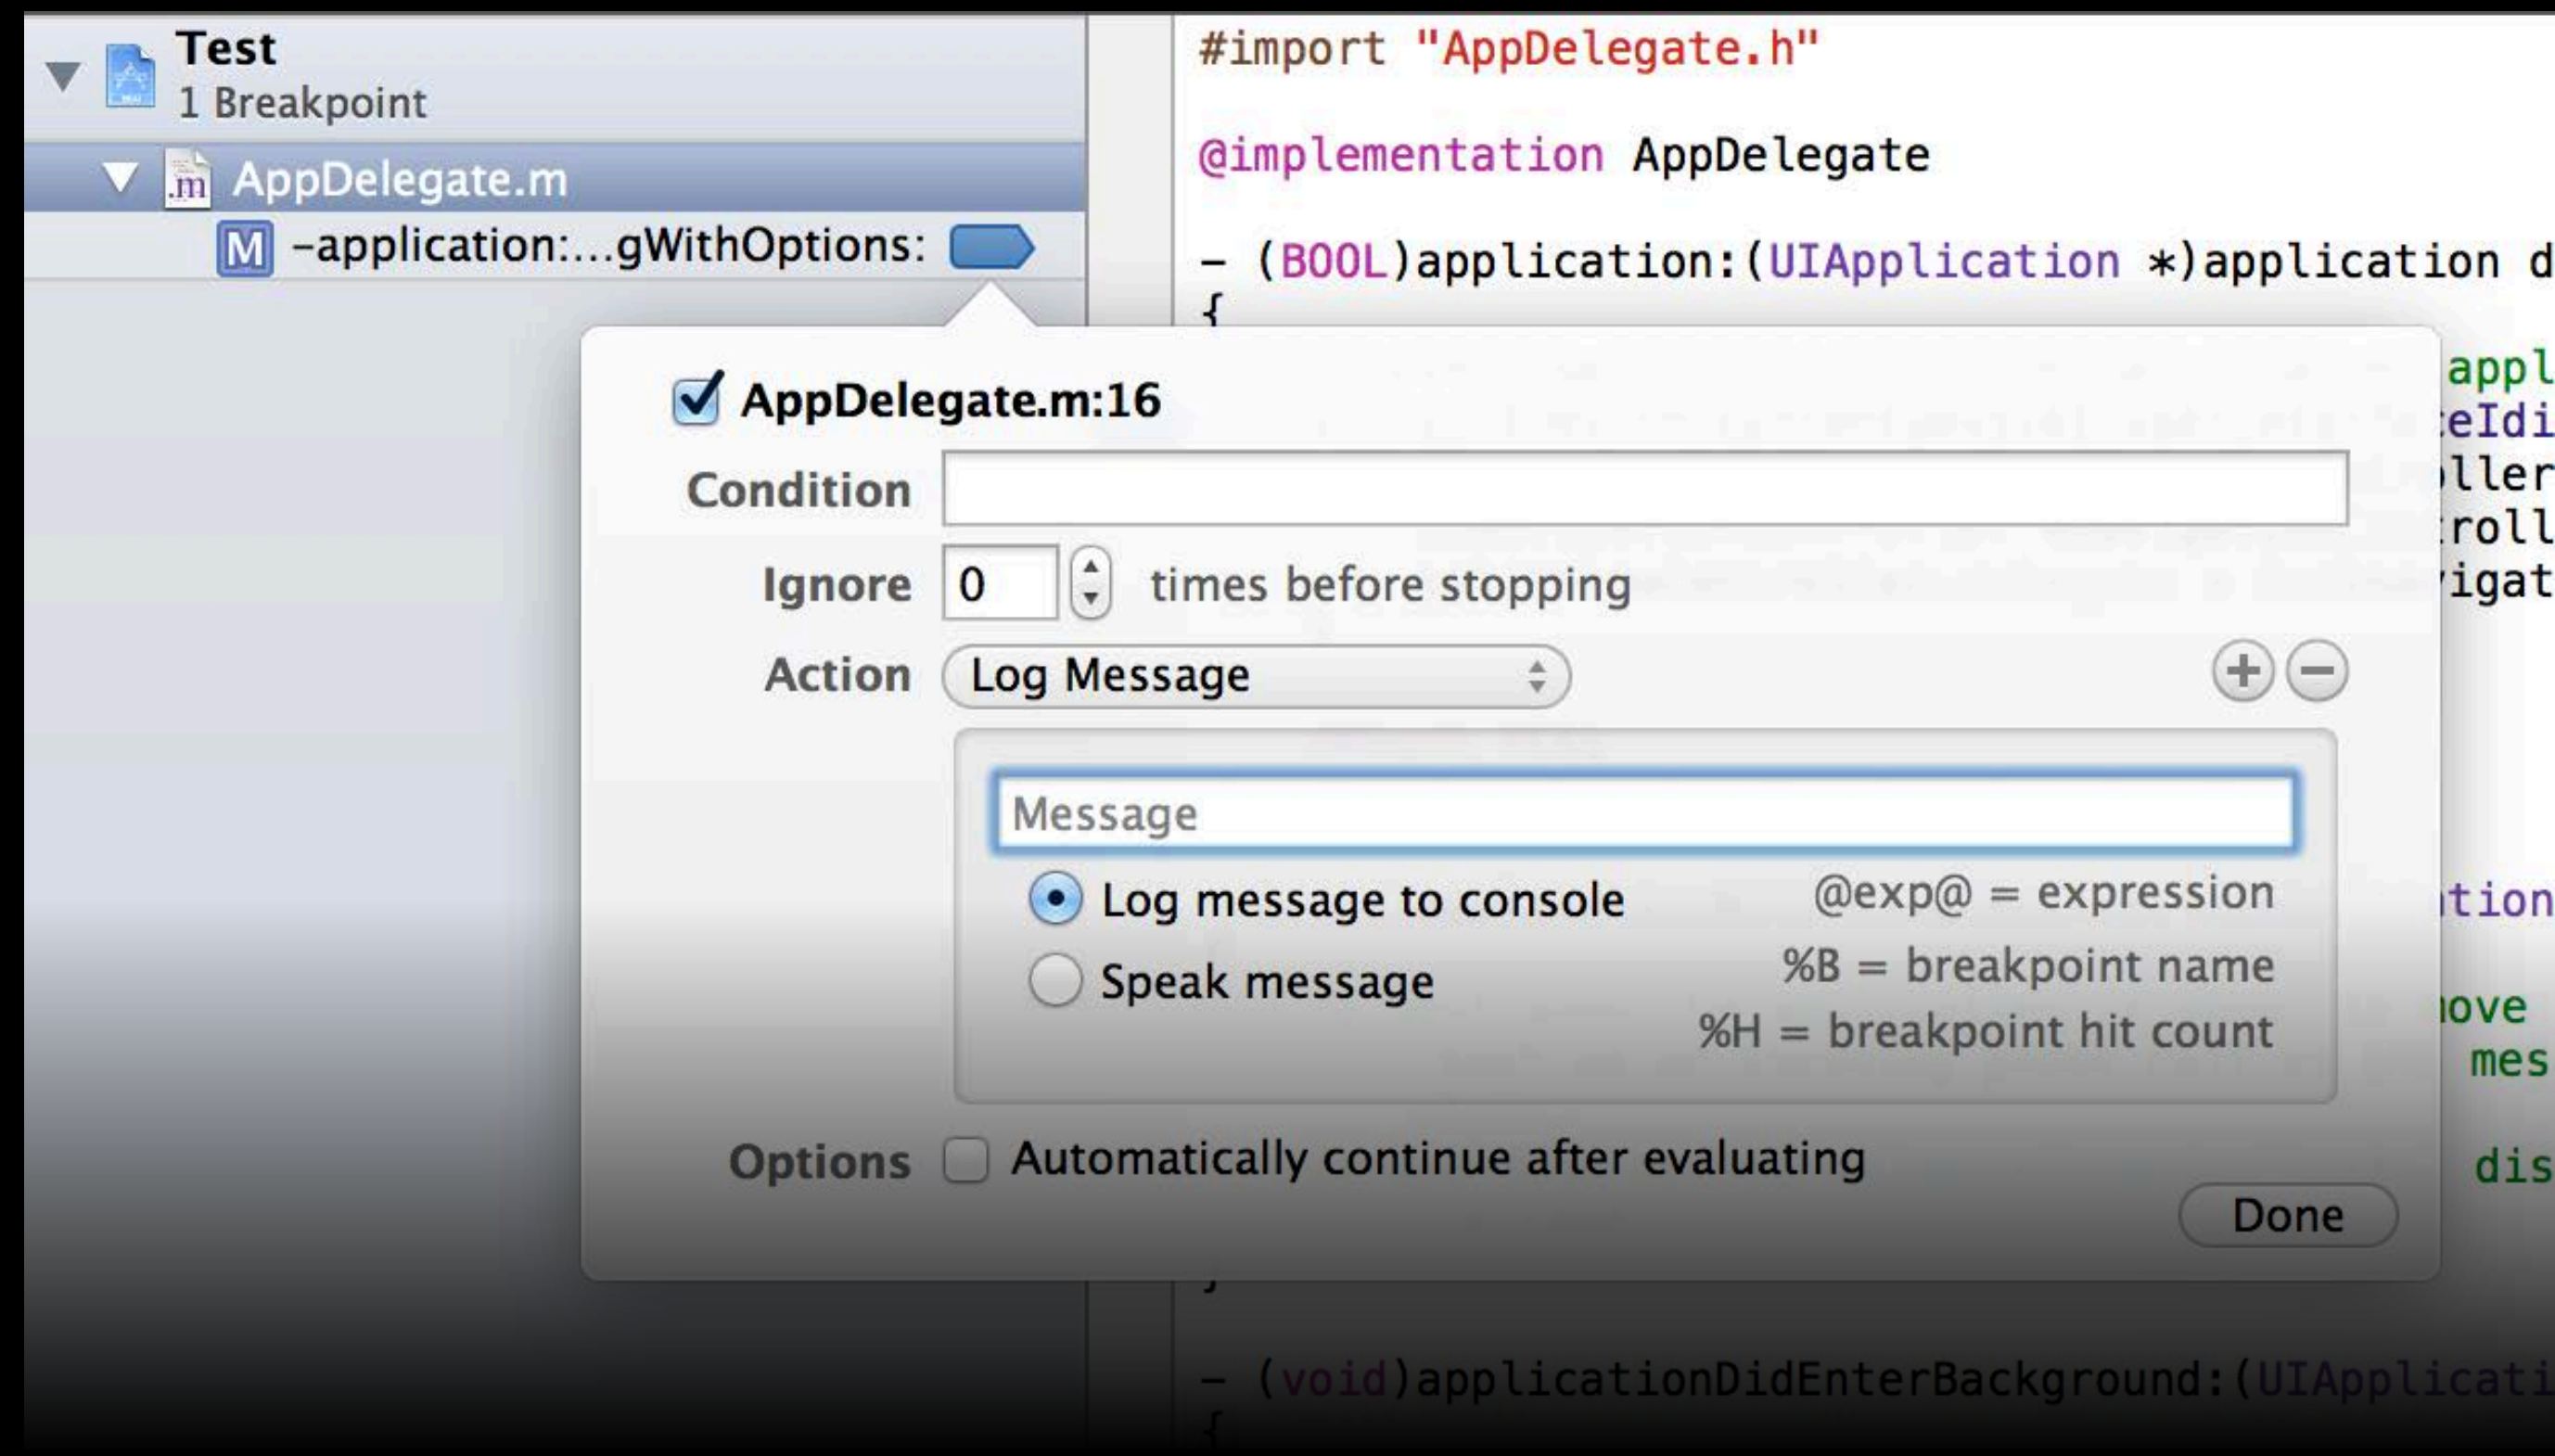 Test
1 Breakpoint
.m AppDelegate.m
M -application:...gWithOptions:
#import "AppDelegate.h"
@implementation AppDelegate
- (BOOL)application:(UIApplication *)application d
{
AppDelegate.m:16
Condition
Ignore 0 times before stopping
Action Log Message
Message
Log message to console @exp@ = expression
Speak message %B = breakpoint name
%H = breakpoint hit count
Options Automatically continue after evaluating
Done
appl
eIdi
ller
roll
igat
tion
ove
mes
dis
}
- (void)applicationDidEnterBackground:(UIApplicati
{